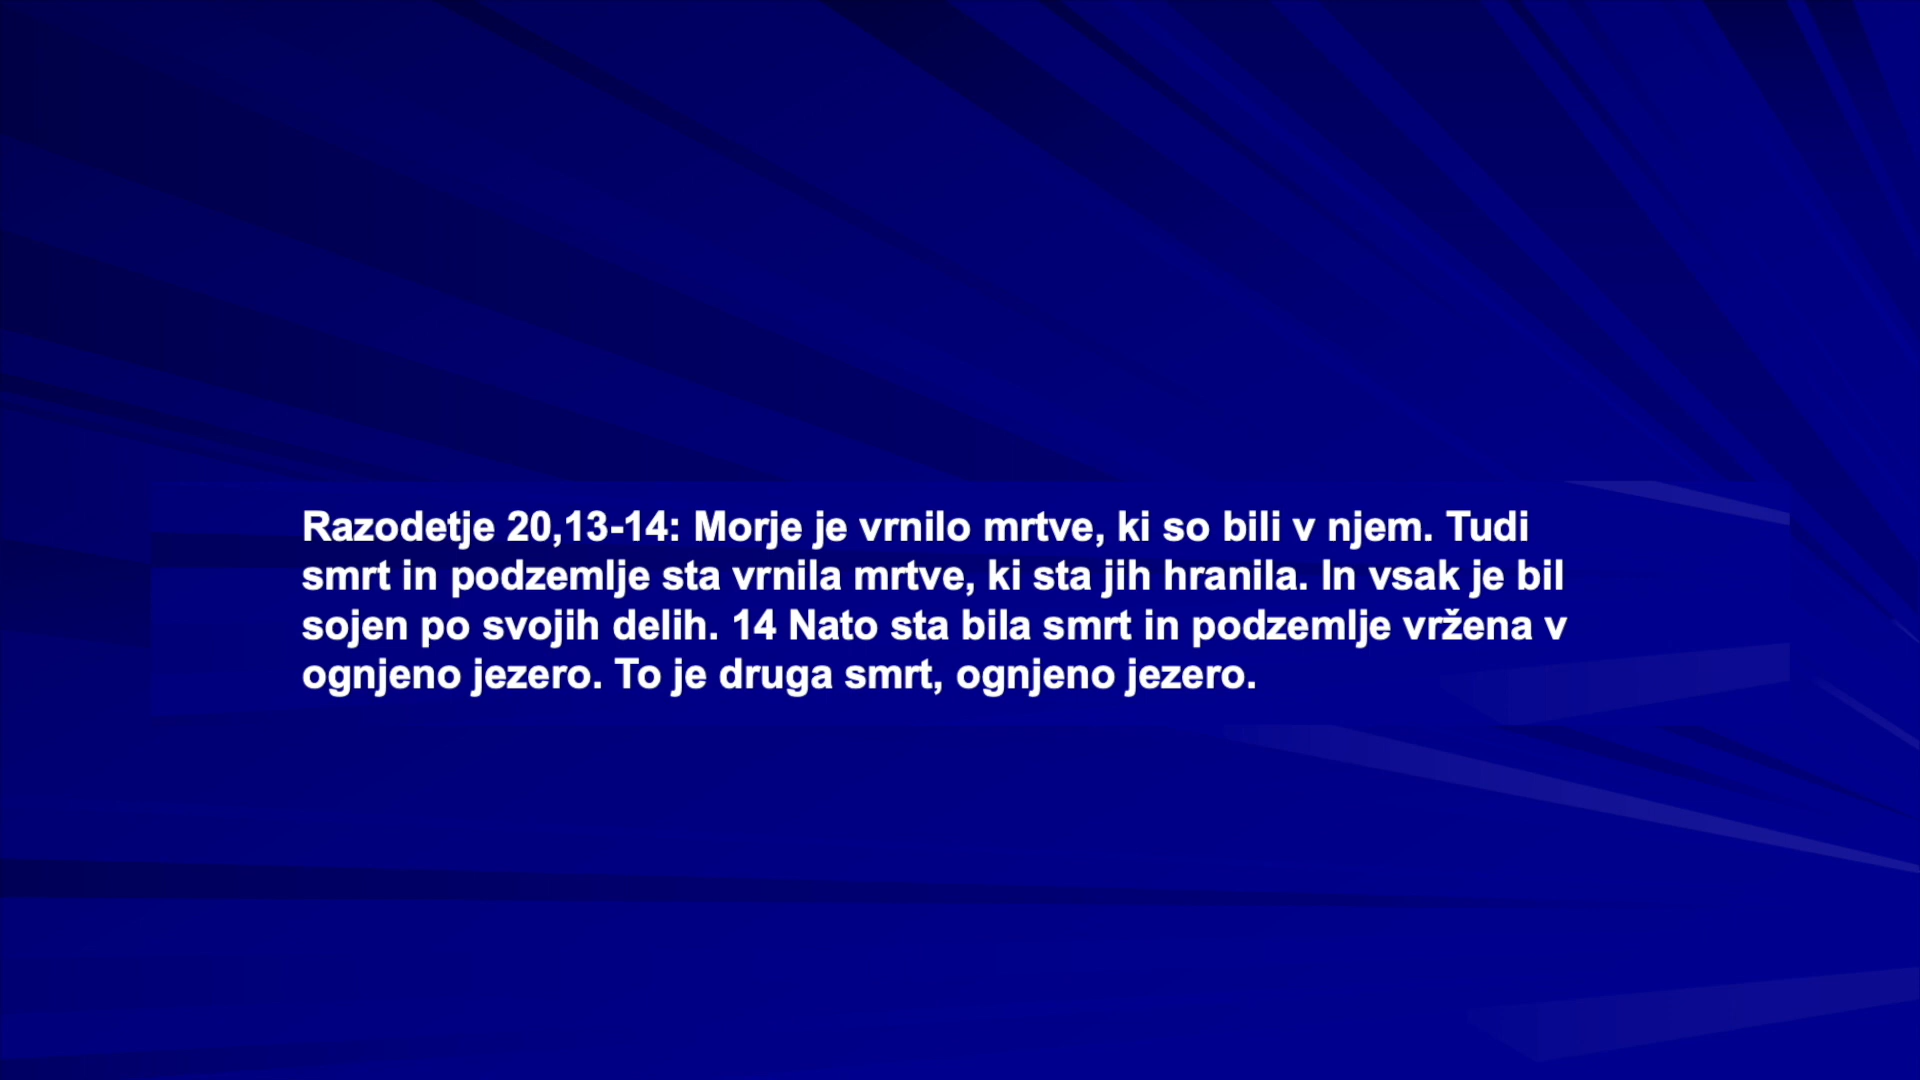 Razodetje 20,13-14: Morje je vrnilo mrtve, ki so bili v njem. Tudi
smrt in podzemlje sta vrnila mrtve, ki sta jih hranila. In vsak je bil
sojen po svojih delih. 14 Nato sta bila smrt in podzemlje vržena v
ognjeno jezero. To je druga smrt, ognjeno jezero.